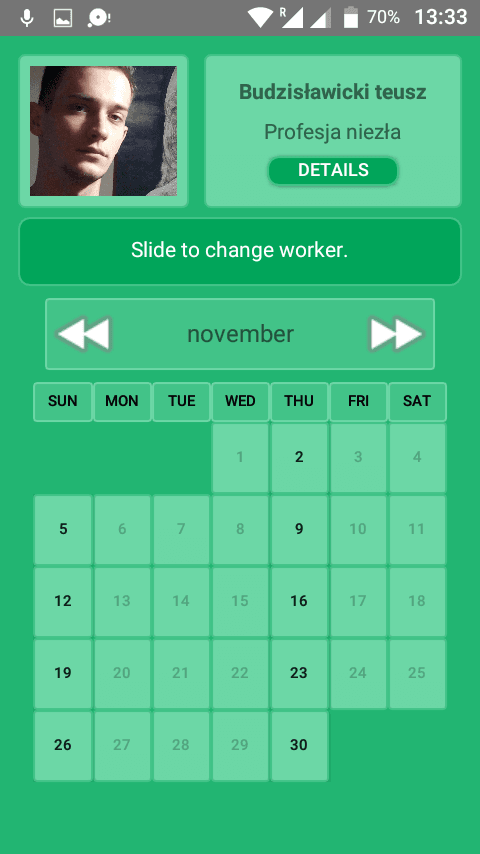 R 70% 13:33
Budzisławicki teusz
Profesja niezła
DETAILS
Slide to change worker.
november
SUN MON TUE WED THU FRI SAT
1 2 3 4
5 6 7 8 9 10 11
12 13 14 15 16 17 18
19 20 21 22 23 24 25
26 27 28 29 30